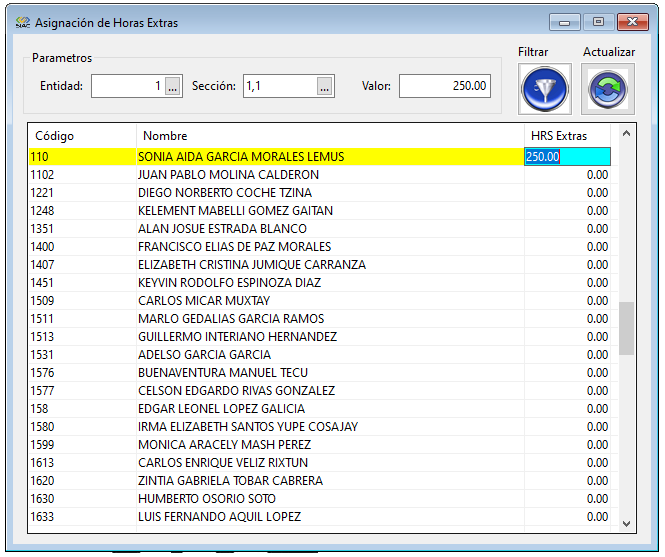 SIAC Asignación de Horas Extras
Filtrar Actualizar
Parametros
Entidad: 1 ... Sección: 1,1 ... Valor: 250.00
Código Nombre HRS Extras
110 SONIA AIDA GARCIA MORALES LEMUS 250.00
1102 JUAN PABLO MOLINA CALDERON 0.00
1221 DIEGO NORBERTO COCHE TZINA 0.00
1248 KELEMENT MABELLI GOMEZ GAITAN 0.00
1351 ALAN JOSUE ESTRADA BLANCO 0.00
1400 FRANCISCO ELIAS DE PAZ MORALES 0.00
1407 ELIZABETH CRISTINA JUMIQUE CARRANZA 0.00
1451 KEYVIN RODOLFO ESPINOZA DIAZ 0.00
1509 CARLOS MICAR MUXTAY 0.00
1511 MARLO GEDALIAS GARCIA RAMOS 0.00
1513 GUILLERMO INTERIANO HERNANDEZ 0.00
1531 ADELSO GARCIA GARCIA 0.00
1576 BUENAVENTURA MANUEL TECU 0.00
1577 CELSON EDGARDO RIVAS GONZALEZ 0.00
158 EDGAR LEONEL LOPEZ GALICIA 0.00
1580 IRMA ELIZABETH SANTOS YUPE COSAJAY 0.00
1599 MONICA ARACELY MASH PEREZ 0.00
1613 CARLOS ENRIQUE VELIZ RIXTUN 0.00
1620 ZINTIA GABRIELA TOBAR CABRERA 0.00
1630 HUMBERTO OSORIO SOTO 0.00
1633 LUIS FERNANDO AQUIL LOPEZ 0.00